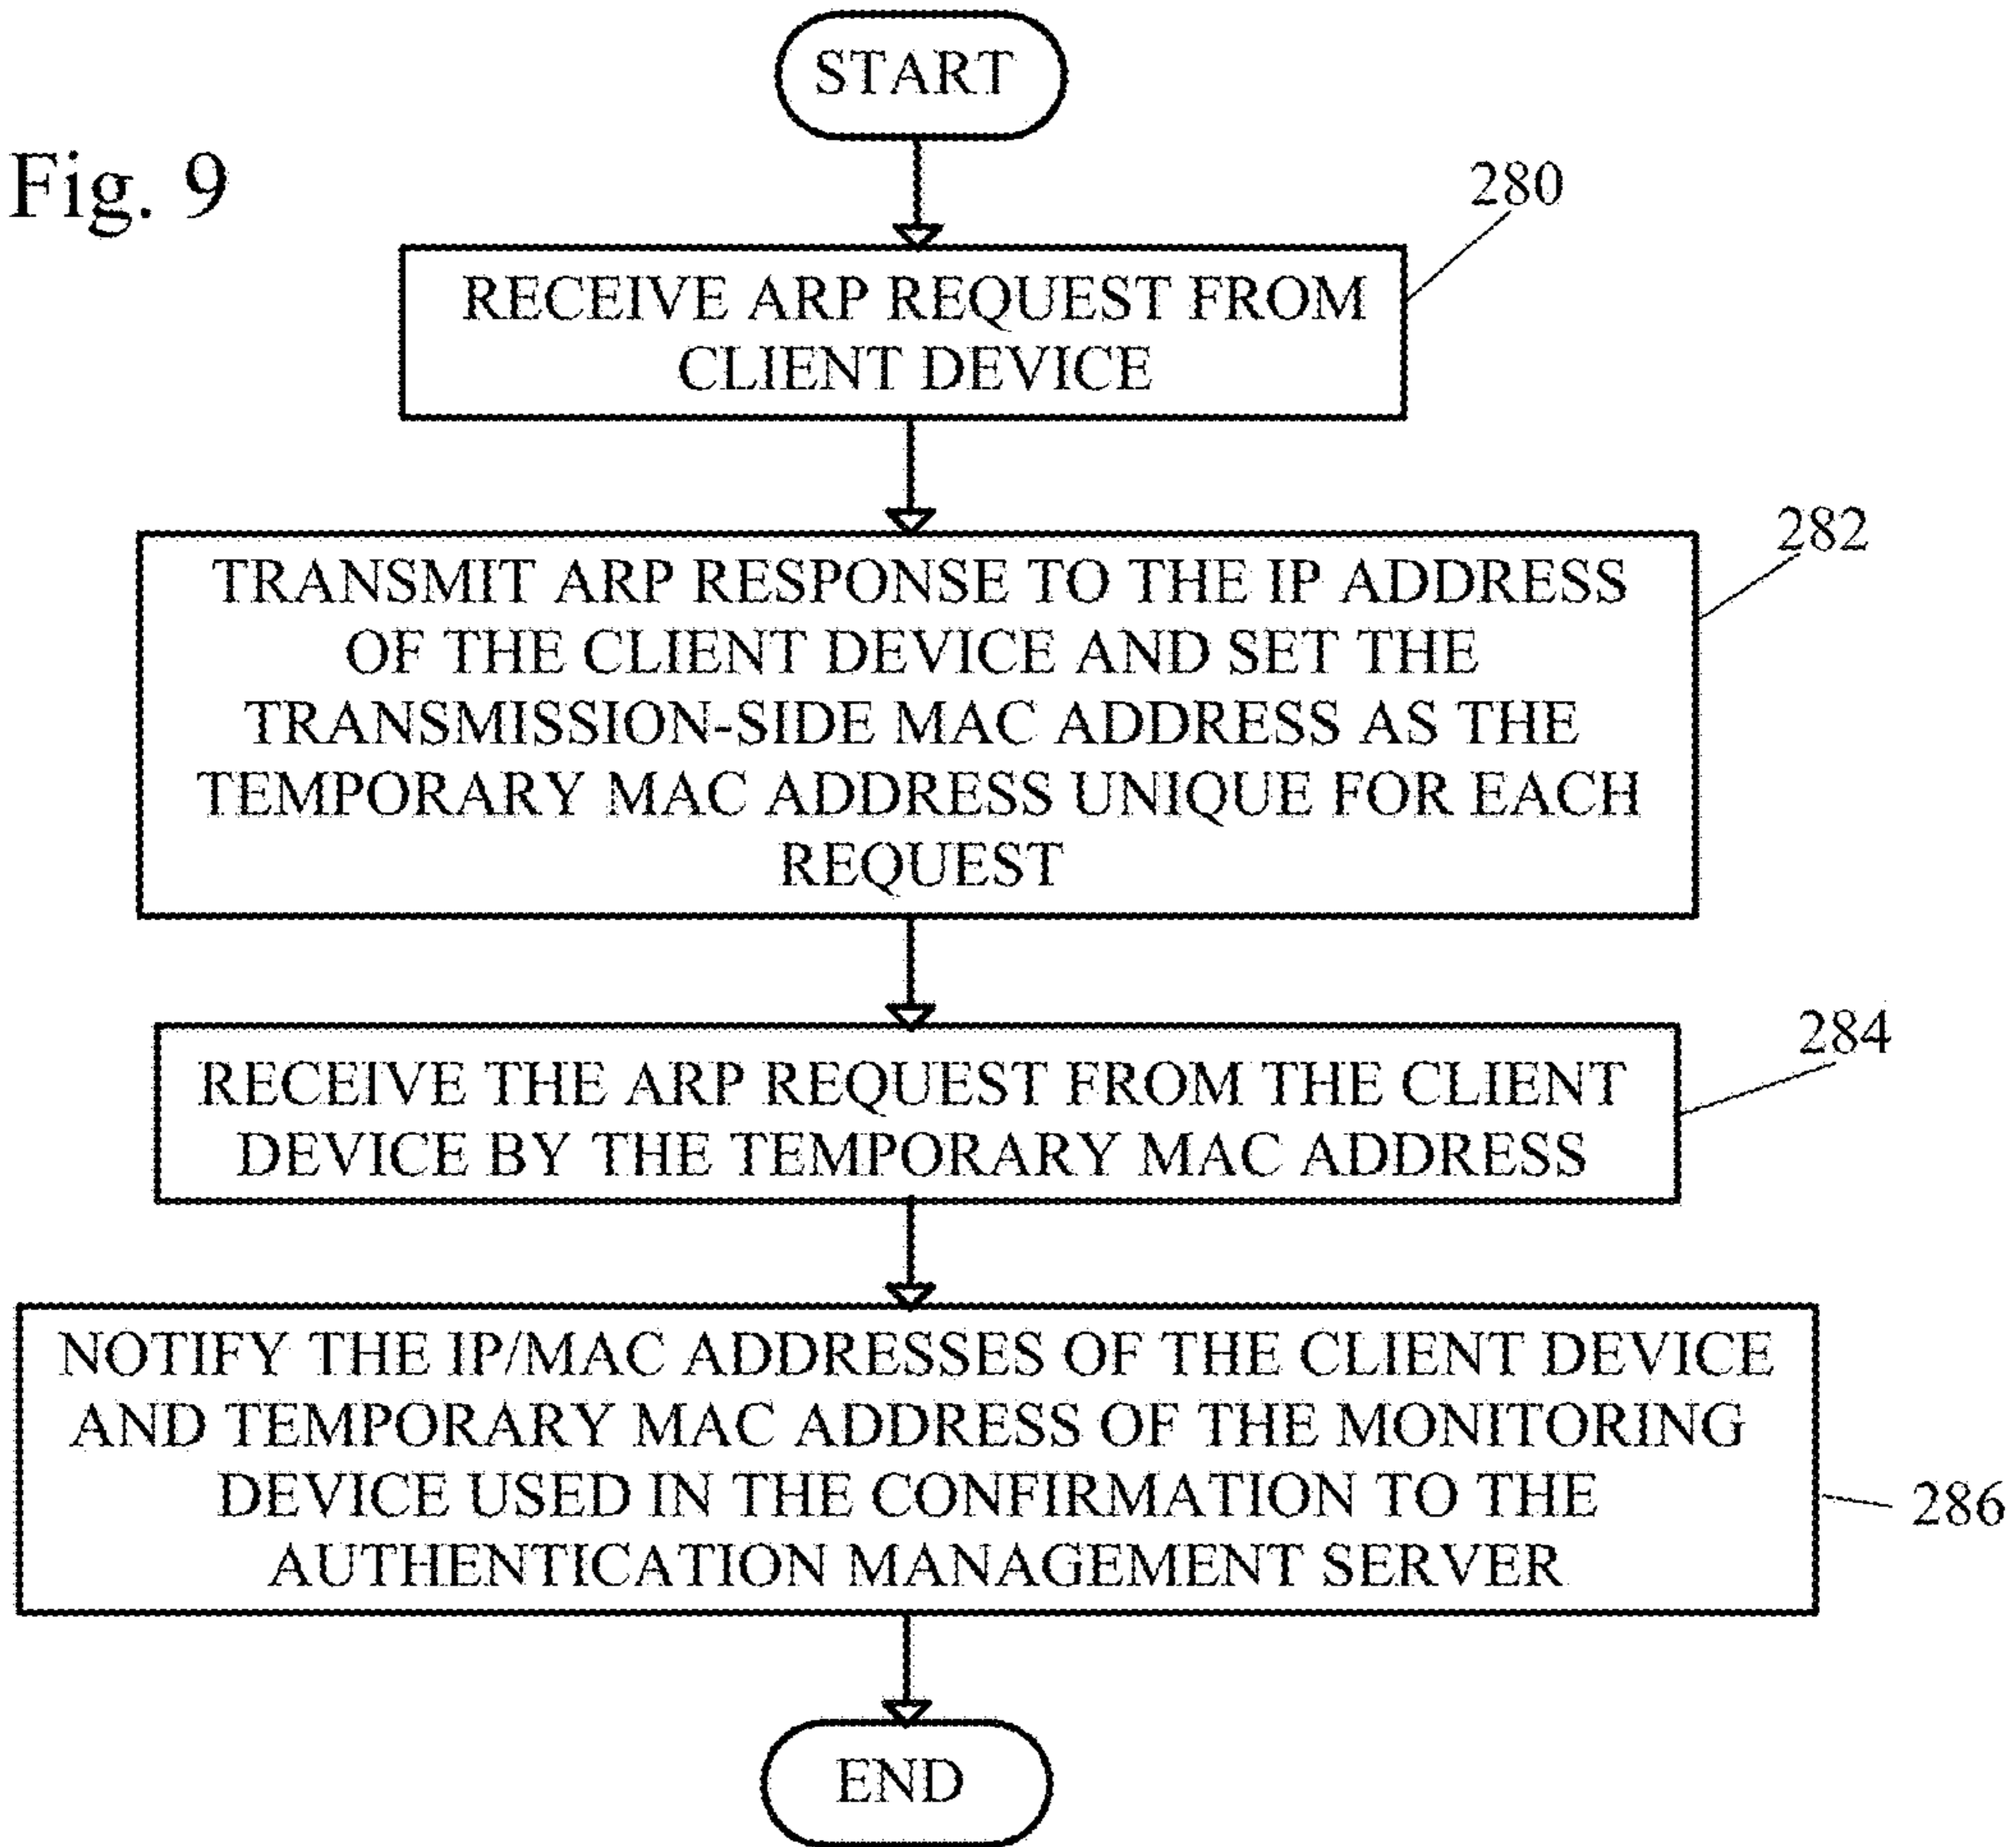 START
Fig. 9
280
RECEIVE ARP REQUEST FROM
CLIENT DEVICE
282
TRANSMIT ARP RESPONSE TO THE IP ADDRESS
OF THE CLIENT DEVICE AND SET THE
TRANSMISSION-SIDE MAC ADDRESS AS THE
TEMPORARY MAC ADDRESS UNIQUE FOR EACH
REQUEST
284
RECEIVE THE ARP REQUEST FROM THE CLIENT
DEVICE BY THE TEMPORARY MAC ADDRESS
NOTIFY THE IP/MAC ADDRESSES OF THE CLIENT DEVICE
AND TEMPORARY MAC ADDRESS OF THE MONITORING
DEVICE USED IN THE CONFIRMATION TO THE
AUTHENTICATION MANAGEMENT SERVER
286
END